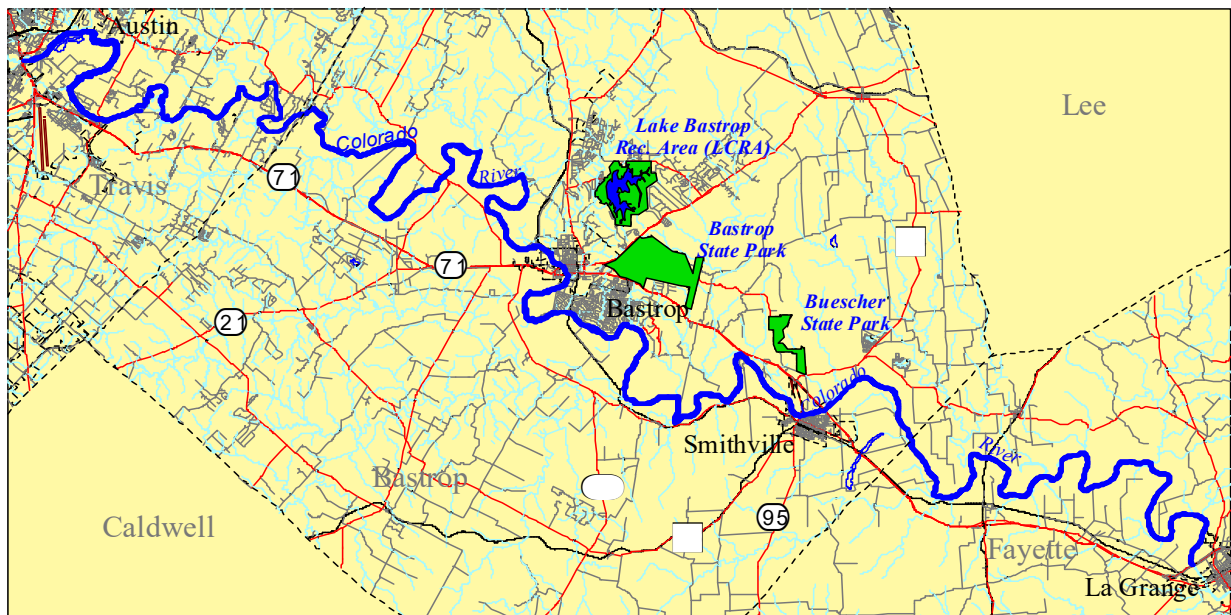 Austin
Lee
Lake Bastrop
Rec. Area (LCRA)
Colorado
River
71
Travis
Bastrop
State Park
71
Buescher
State Park
21
Bastrop
Colorado
Smithville
River
Bastrop
95
Caldwell
Fayette
La Grange